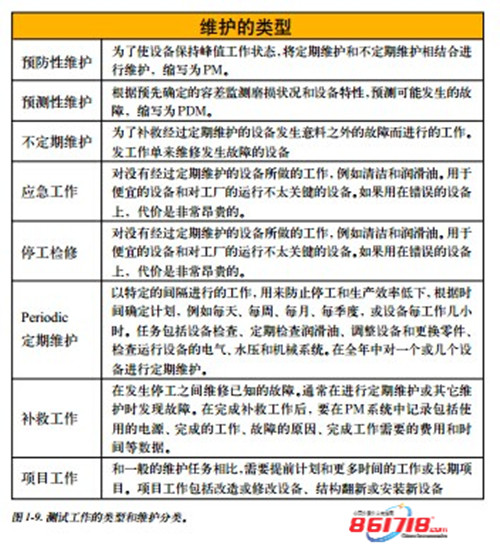 维护的类型
预防性维护
为了使设备保持峰值工作状态,将定期维护和不定期维护相结合进
行维护,缩写为PM。
预测性维护
根据预先确定的容差监测磨损状况和设备特性,预测可能发生的故
障,缩写为PDM。
不定期维护
为了补救经过定期维护的设备发生意料之外的故障而进行的工作。
发工作单来维修发生故障的设备
应急工作
对没有经过定期维护的设备所做的工作,例如清洁和润滑油。用于
便宜的设备和对工厂的运行不太关键的设备。如果用在错误的设备
上,代价是非常昂贵的。
停工检修
对没有经过定期维护的设备所做的工作,例如清洁和润滑油。用于
便宜的设备和对工厂的运行不太关键的设备。如果用在错误的设备
上,代价是非常昂贵的。
Periodic
定期维护
以特定的间隔进行的工作,用来防止停工和生产效率低下,根据时
间确定计划,例如每天、每周、每月、每季度,或设备每工作几小
时。任务包括设备检查、定期检查润滑油、调整设备和更换零件、
检查运行设备的电气、水压和机械系统。在全年中对一个或几个设
备进行定期维护。
补救工作
在发生停工之间维修已知的故障。通常在进行定期维护或其它维
护时发现故障。在完成补救工作后,要在PM系统中记录包括使
用的电源、完成的工作、故障的原因、完成工作需要的费用和时
间等数据。
项目工作
和一般的维护任务相比,需要提前计划和更多时间的工作或长期项
目。项目工作包括改造或修改设备、结构翻新或安装新设备
图 1-9. 测试工作的类型和维护分类。
861718.com